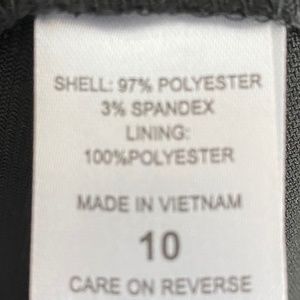 SHELL: 97% POLYESTER
3% SPANDEX
LINING:
100%POLYESTER
MADE IN VIETNAM
10
CARE ON REVERSE